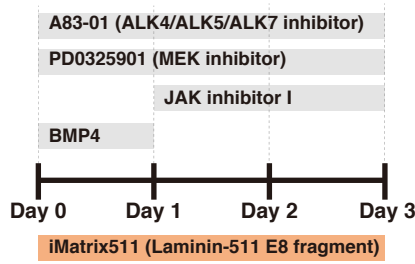 A83-01 (ALK4/ALK5/ALK7 inhibitor)
PD0325901 (MEK inhibitor)
JAK inhibitor I
BMP4
Day 0 Day 1 Day 2 Day 3
iMatrix511 (Laminin-511 E8 fragment)